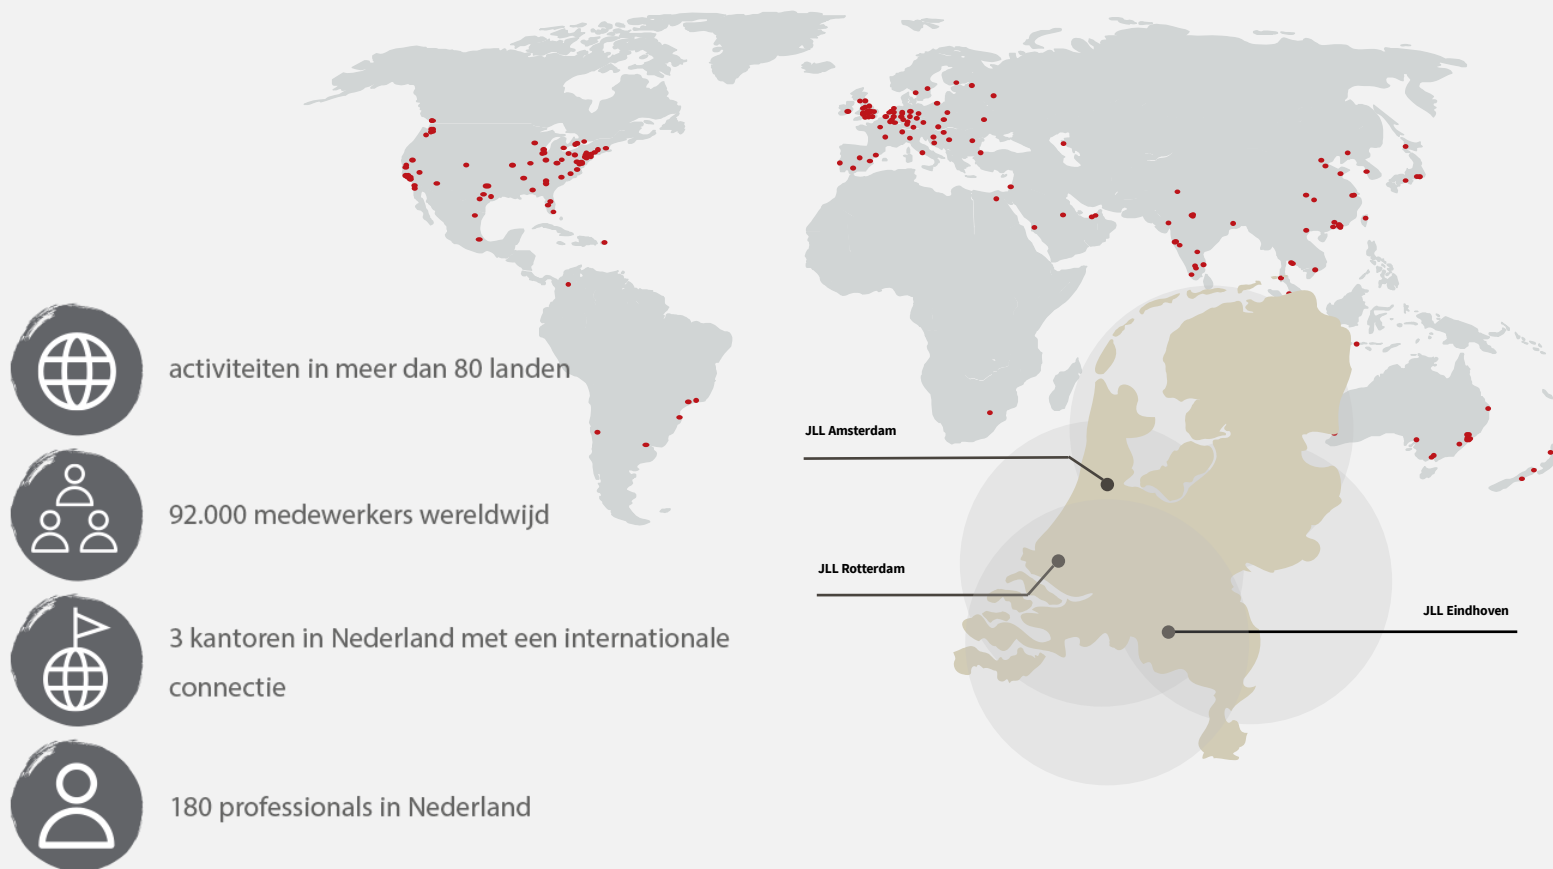 activiteiten in meer dan 80 landen
92.000 medewerkers wereldwijd
3 kantoren in Nederland met een internationale
connectie
180 professionals in Nederland
JLL Amsterdam
JLL Rotterdam
JLL Eindhoven